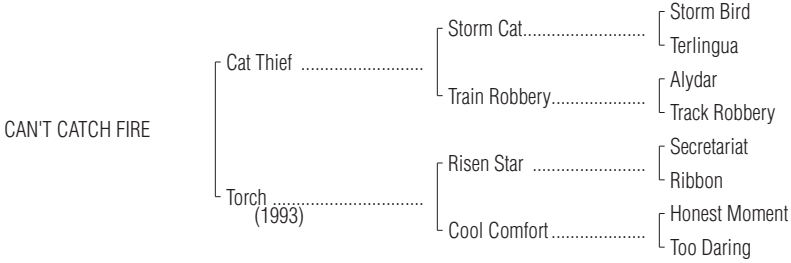 Storm Bird
Storm Cat..........................
Terlingua
Cat Thief ..........................
Alydar
Train Robbery....................
Track Robbery
CAN'T CATCH FIRE
Secretariat
Risen Star ........................
Ribbon
Torch ................................
(1993)
Honest Moment
Cool Comfort....................
Too Daring